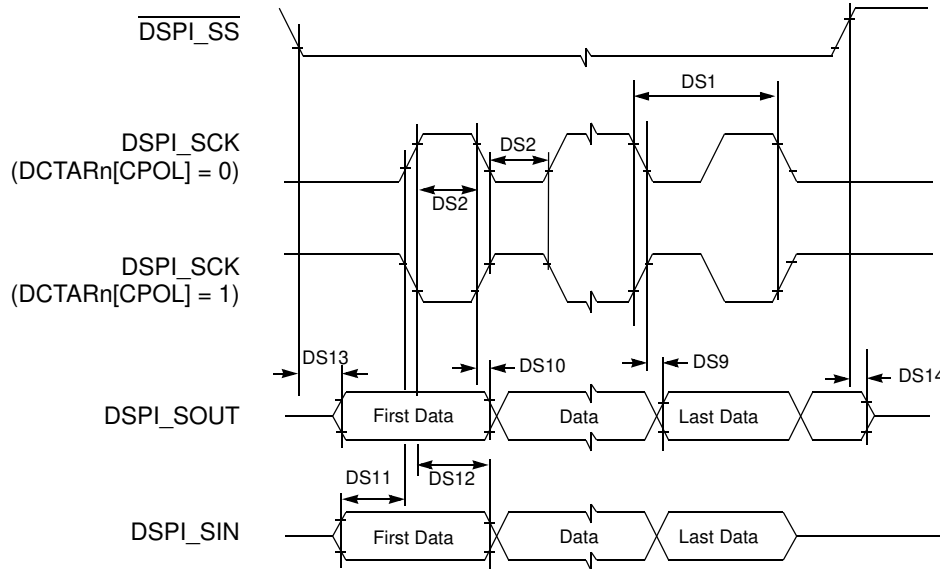 DSPI_SS
DS1
DSPI_SCK
(DCTARn[CPOL] = 0)
DS2
DS2
DSPI_SCK
(DCTARn[CPOL] = 1)
DS13
DS10
DS9
DS14
DSPI_SOUT
First Data
Data
Last Data
DS11
DS12
DSPI_SIN
First Data
Data
Last Data